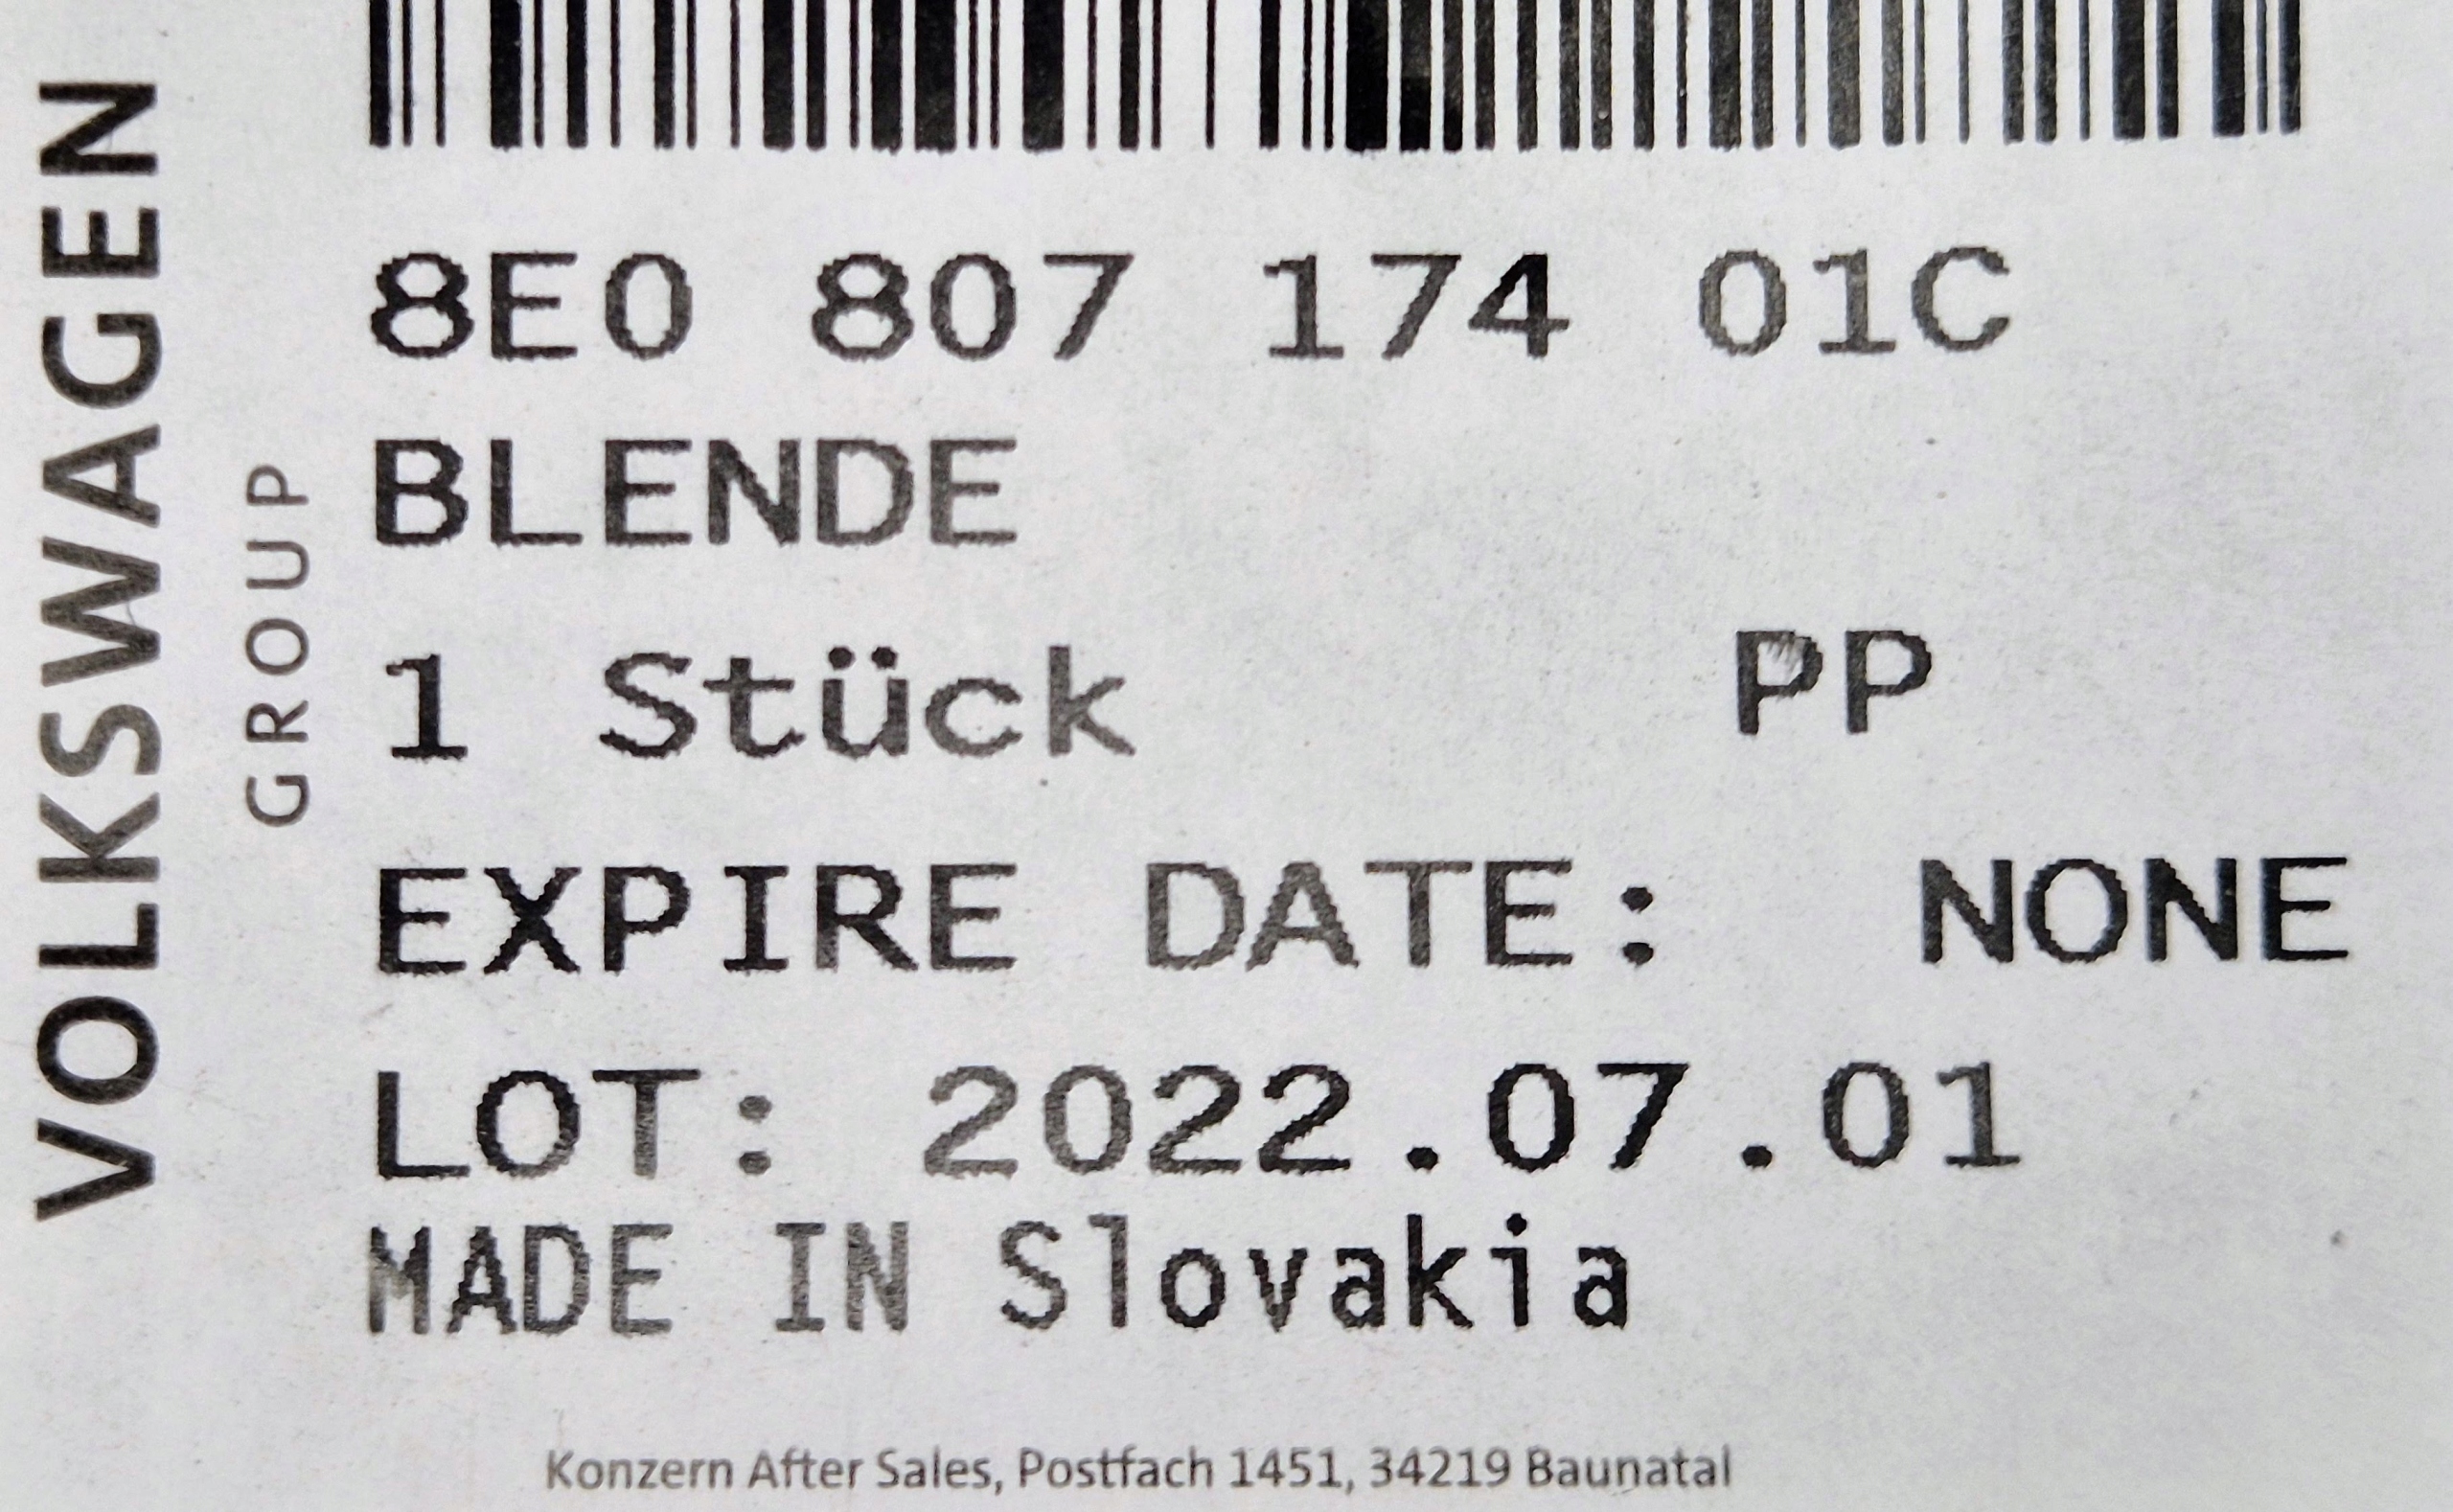 VOLKSWAGEN
GROUP
8E0 807 174 01C
BLENDE
1 Stück PP
EXPIRE DATE: NONE
LOT: 2022.07.01
MADE IN Slovakia
Konzern After Sales, Postfach 1451, 34219 Baunatal